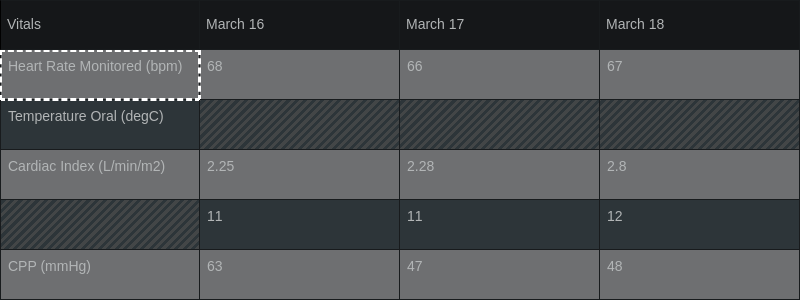 Vitals March 16 March 17 March 18
Heart Rate Monitored (bpm) 68 66 67
Temperature Oral (degC)
Cardiac Index (L/min/m2) 2.25 2.28 2.8
11 11 12
CPP (mmHg) 63 47 48